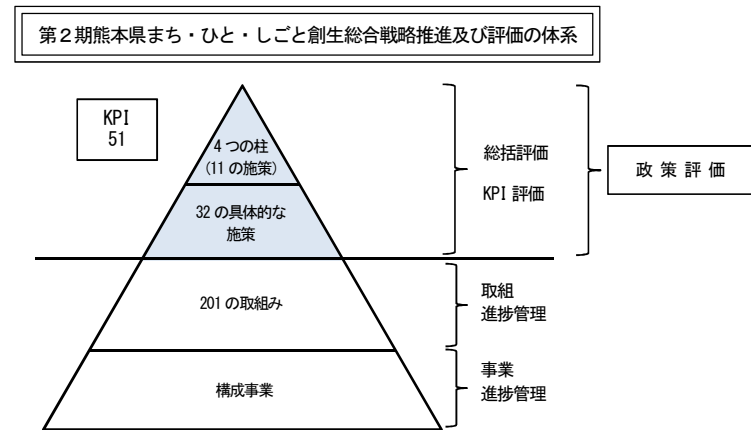 第2期熊本県まち・ひと・しごと創生総合戦略推進及び評価の体系
KPI
51
4つの柱
(11の施策)
32の具体的な
施策
201の取組み
構成事業
総括評価
KPI評価
政策評価
取組
進捗管理
事業
進捗管理